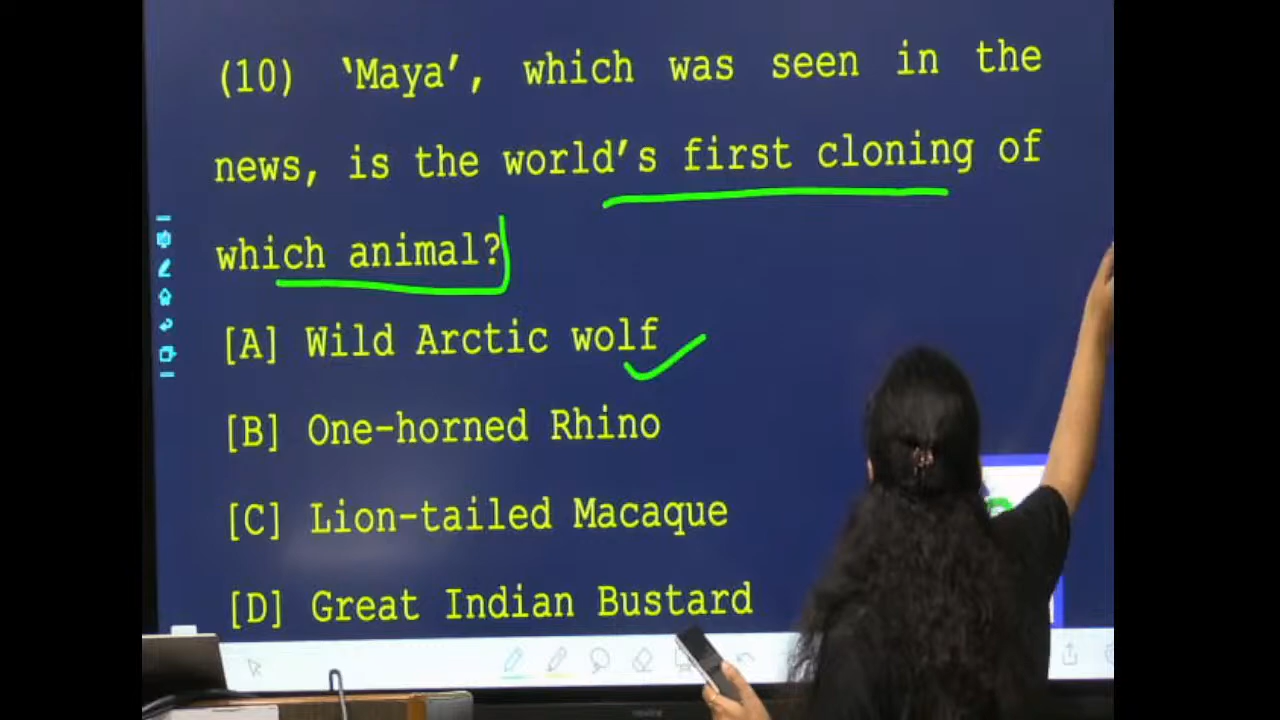 (10) ‘Maya’, which was seen in the
news, is the world’s first cloning of
which animal?
[A] Wild Arctic wolf
[B] One-horned Rhino
[C] Lion-tailed Macaque
[D] Great Indian Bustard